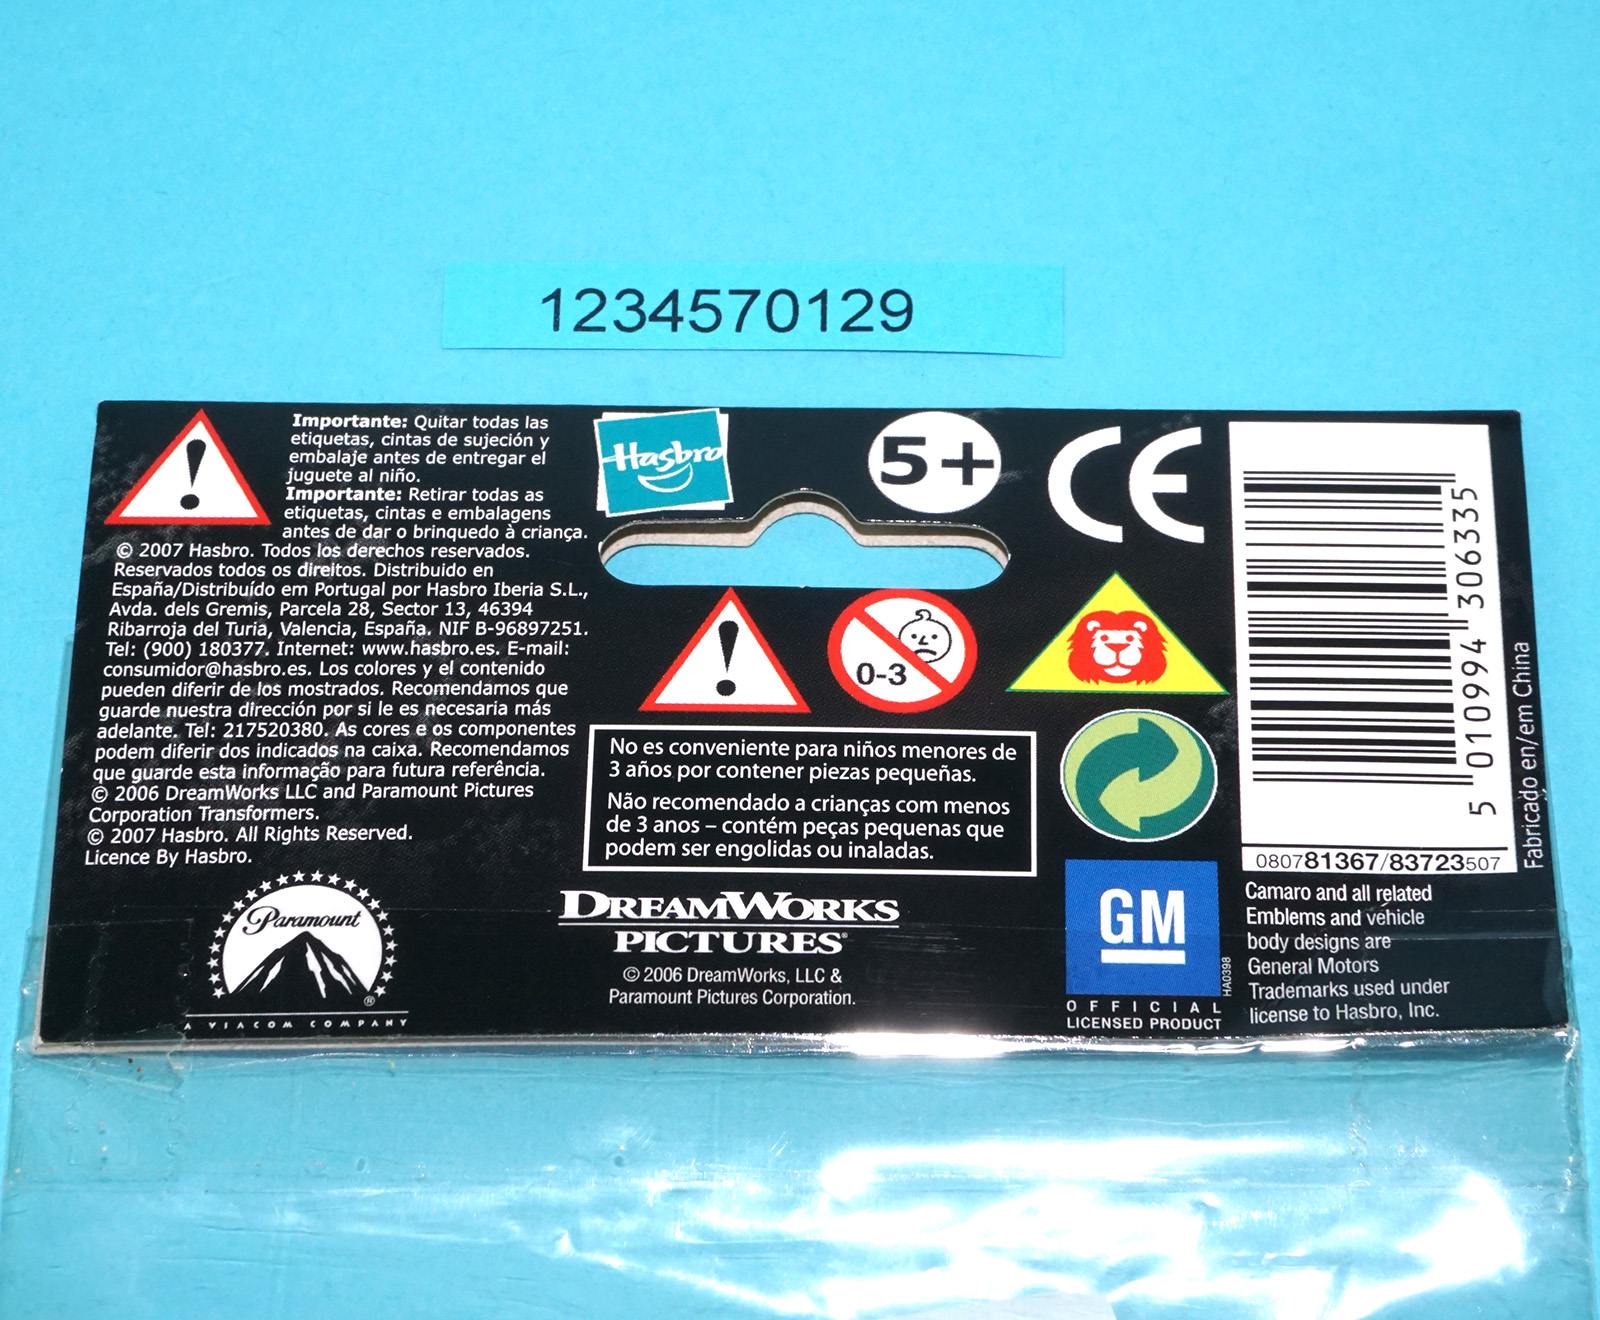 1234570129
Importante: Quitar todas las
etiquetas, cintas de sujeción y
embalaje antes de entregar el
juguete al niño.
Importante: Retirar todas as
etiquetas, cintas e embalagens
antes de dar o brinquedo à criança.
© 2007 Hasbro. Todos los derechos reservados.
Reservados todos os direitos. Distribuido en
España/Distribuído em Portugal por Hasbro Iberia S.L.,
Avda. dels Gremis, Parcela 28, Sector 13, 46394
Ribarroja del Turia, Valencia, España. NIF B-96897251.
Tel: (900) 180377. Internet: www.hasbro.es. E-mail:
consumidor@hasbro.es. Los colores y el contenido
pueden diferir de los mostrados. Recomendamos que
guarde nuestra dirección por si le es necesaria más
adelante. Tel: 217520380. As cores e os componentes
podem diferir dos indicados na caixa. Recomendamos
que guarde esta informação para futura referência.
© 2006 DreamWorks LLC and Paramount Pictures
Corporation Transformers.
© 2007 Hasbro. All Rights Reserved.
Licence By Hasbro.
Paramount
®
A VIACOM COMPANY
Hasbro
5+
CE
0-3
No es conveniente para niños menores de
3 años por contener piezas pequeñas.
Não recomendado a crianças com menos
de 3 anos – contém peças pequenas que
podem ser engolidas ou inaladas.
DREAMWORKS
PICTURES®
© 2006 DreamWorks, LLC &
Paramount Pictures Corporation.
GM
HA0398
OFFICIAL
LICENSED PRODUCT
5 010994 306335
Fabricado en/em China
080781367/83723507
Camaro and all related
Emblems and vehicle
body designs are
General Motors
Trademarks used under
license to Hasbro, Inc.